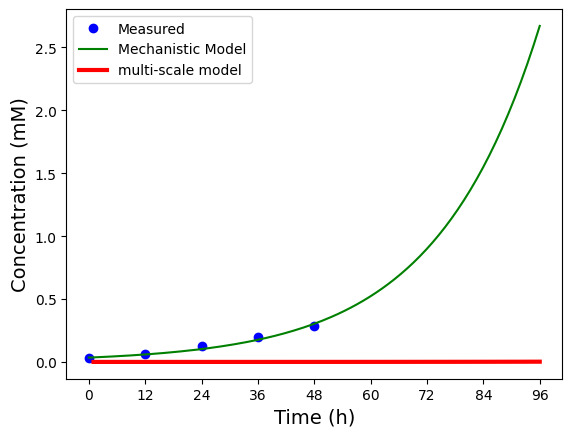 Measured
Mechanistic Model
multi-scale model
Concentration (mM)
2.5
2.0
1.5
1.0
0.5
0.0
0 12 24 36 48 60 72 84 96
Time (h)